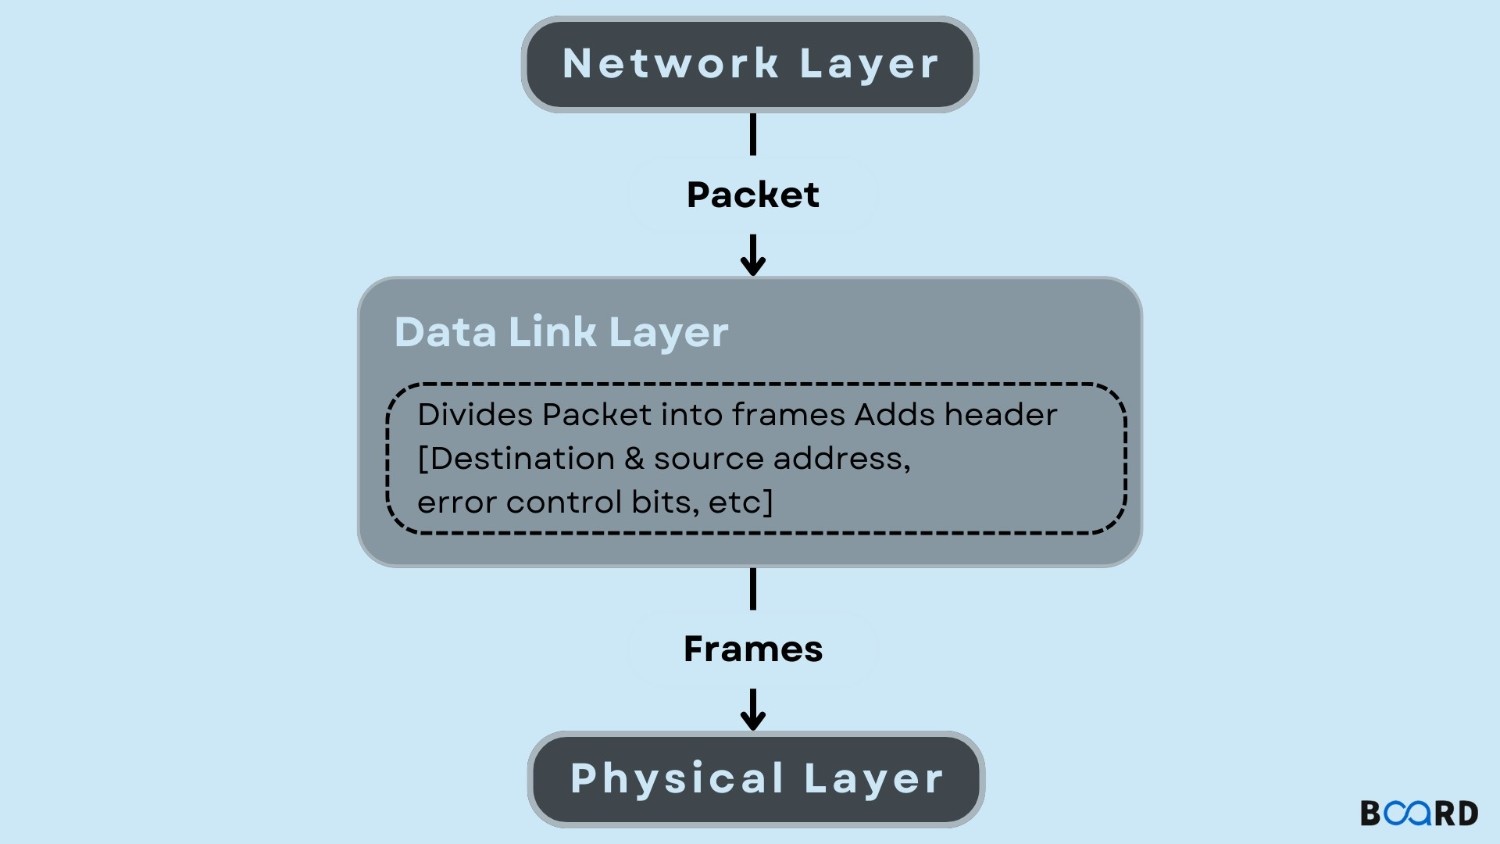 Network Layer
Packet
Data Link Layer
Divides Packet into frames Adds header
[Destination & source address,
error control bits, etc]
Frames
Physical Layer
BOARD